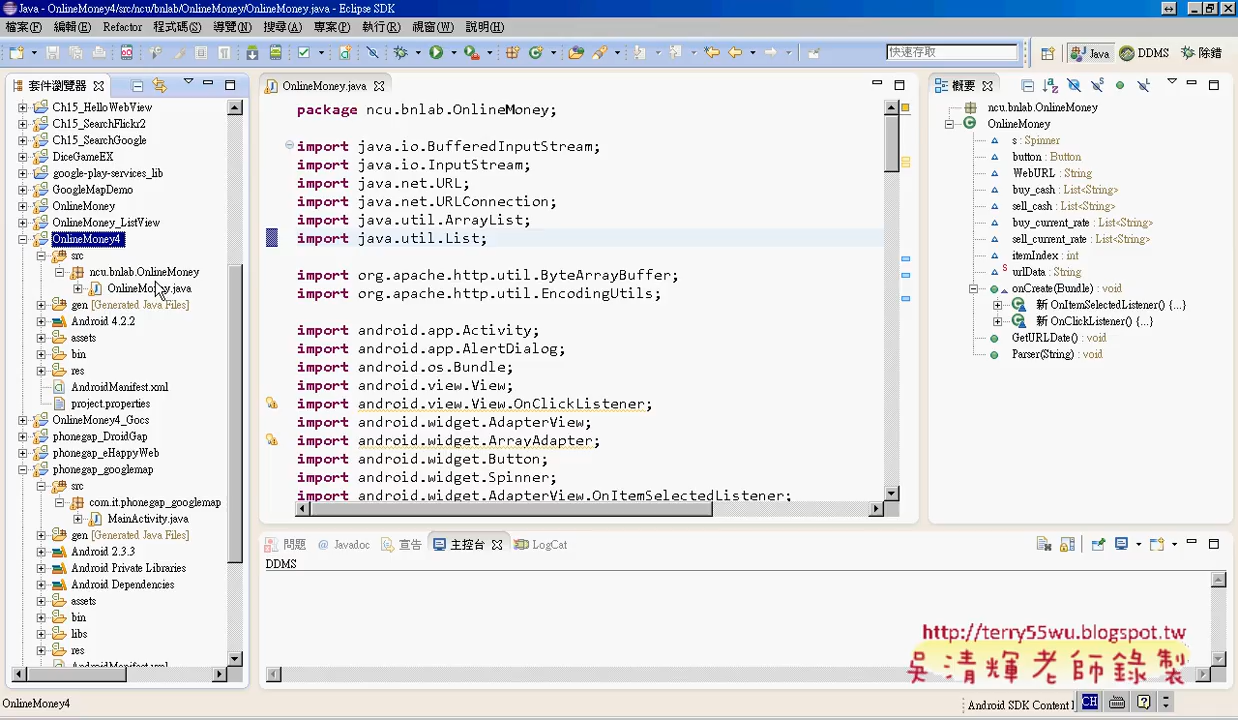 Java - OnlineMoney4/src/ncu/bnlab/OnlineMoney/OnlineMoney.java - Eclipse SDK
檔案(F) 編輯(E) Refactor 程式碼(S) 導覽(N) 搜尋(A) 專案(P) 執行(R) 視窗(W) 說明(H)
快速存取
Java
DDMS
除錯
套件瀏覽器
Ch15_HelloWebView
Ch15_SearchFlickr2
Ch15_SearchGoogle
DiceGameEX
google-play-services_lib
GoogleMapDemo
OnlineMoney
OnlineMoney_ListView
OnlineMoney4
src
ncu.bnlab.OnlineMoney
OnlineMoney.java
gen [Generated Java Files]
Android 4.2.2
assets
bin
res
AndroidManifest.xml
project.properties
OnlineMoney4_Gocs
phonegap_DroidGap
phonegap_eHappyWeb
phonegap_googlemap
src
com.it.phonegap_googlemap
MainActivity.java
gen [Generated Java Files]
Android 2.3.3
Android Private Libraries
Android Dependencies
assets
bin
libs
res
AndroidManifest.xml
OnlineMoney.java
package ncu.bnlab.OnlineMoney;
import java.io.BufferedInputStream;
import java.io.InputStream;
import java.net.URL;
import java.net.URLConnection;
import java.util.ArrayList;
import java.util.List;
import org.apache.http.util.ByteArrayBuffer;
import org.apache.http.util.EncodingUtils;
import android.app.Activity;
import android.app.AlertDialog;
import android.os.Bundle;
import android.view.View;
import android.view.View.OnClickListener;
import android.widget.AdapterView;
import android.widget.ArrayAdapter;
import android.widget.Button;
import android.widget.Spinner;
import android.widget.AdapterView.OnItemSelectedListener;
概要
ncu.bnlab.OnlineMoney
OnlineMoney
s : Spinner
button : Button
WebURL : String
buy_cash : List<String>
sell_cash : List<String>
buy_current_rate : List<String>
sell_current_rate : List<String>
itemIndex : int
urlData : String
onCreate(Bundle) : void
新 OnItemSelectedListener() {...}
新 OnClickListener() {...}
GetURLDate() : void
Parser(String) : void
問題 @ Javadoc 宣告 主控台 LogCat
DDMS
http://terry55wu.blogspot.tw
吳清輝老師錄製
OnlineMoney4
Android SDK Content l
CH